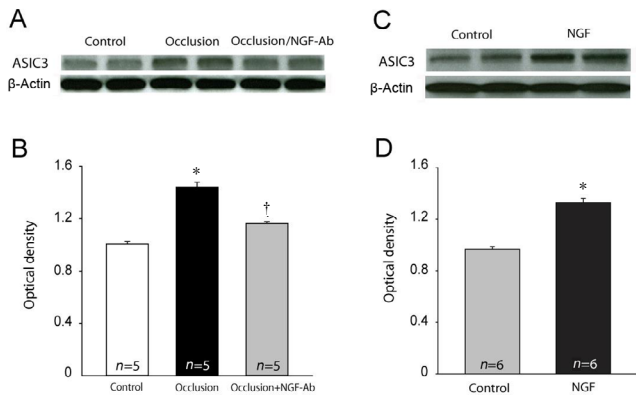 A
Control Occlusion Occlusion/NGF-Ab
ASIC3
β-Actin
C
Control NGF
ASIC3
β-Actin
B
Optical density
1.6
1.2
0.8
0.4
0
*
†
n=5 n=5 n=5
Control Occlusion Occlusion+NGF-Ab
D
Optical density
1.6
1.2
0.8
0.4
0
*
n=6 n=6
Control NGF